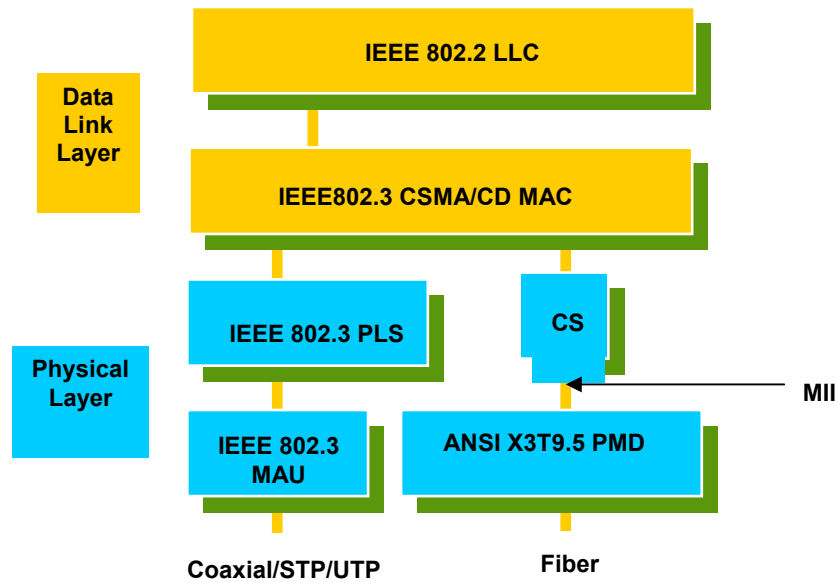 IEEE 802.2 LLC
Data
Link
Layer
IEEE802.3 CSMA/CD MAC
IEEE 802.3 PLS
CS
Physical
Layer
MII
IEEE 802.3
MAU
ANSI X3T9.5 PMD
Coaxial/STP/UTP
Fiber